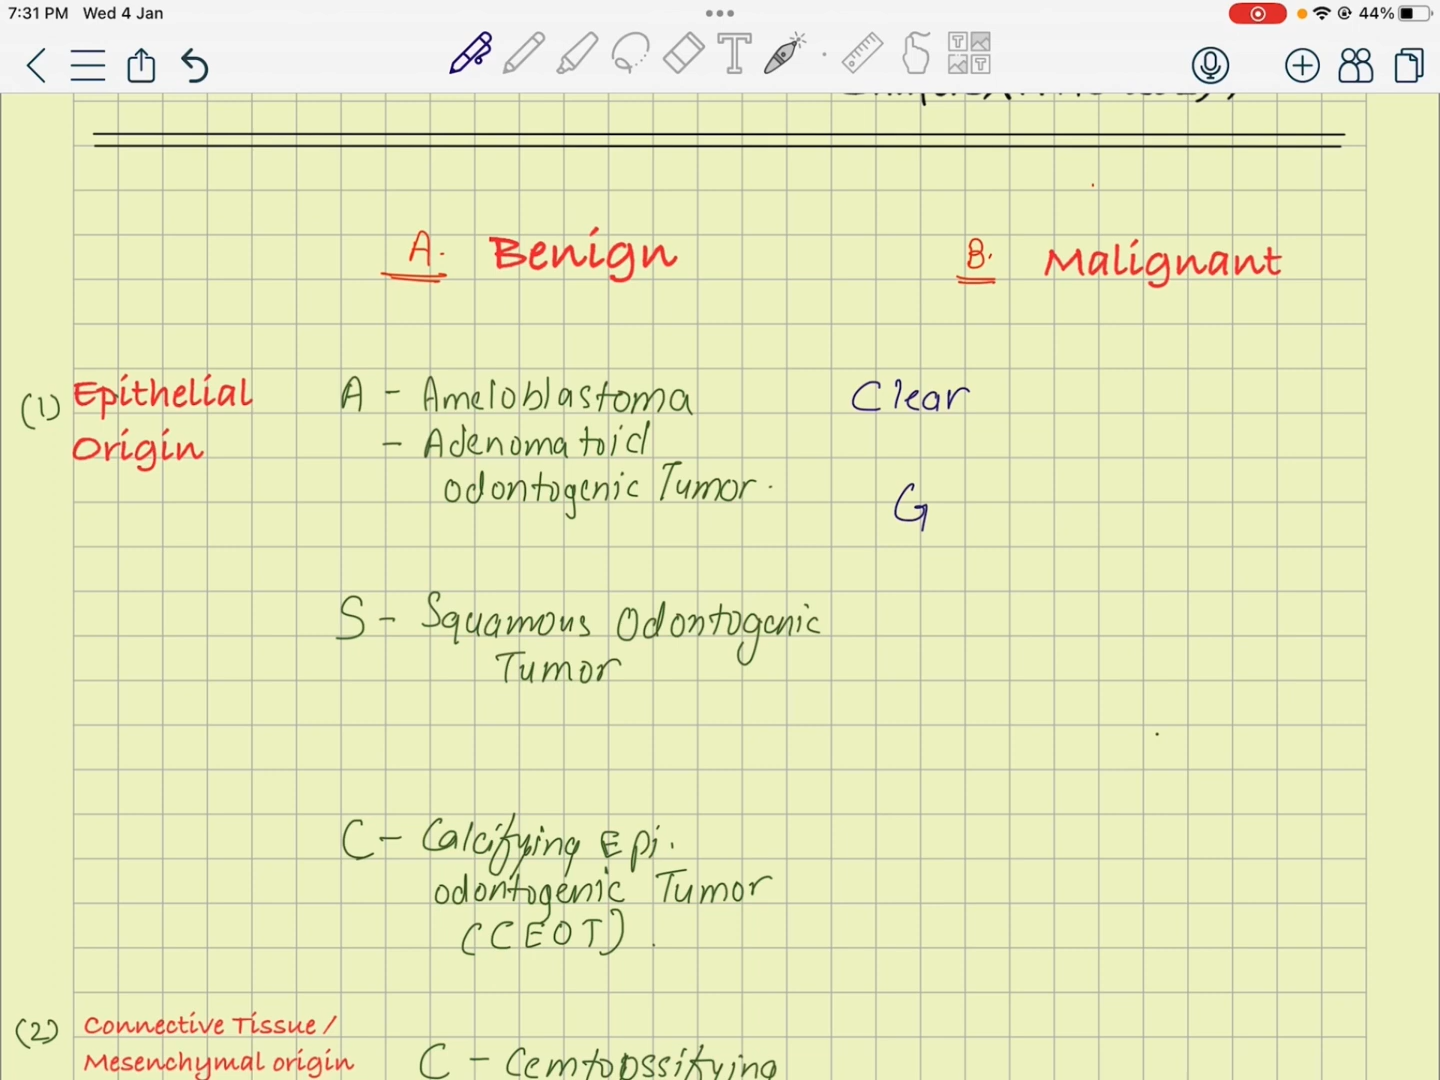 7:31 PM Wed 4 Jan
44%
A. Benign
B. Malignant
(1) Epithelial Origin
A - Ameloblastoma
- Adenomatoid
odontogenic Tumor.
Clear
G
S - Squamous Odontogenic
Tumor
C - Calcifying Epi.
odontogenic Tumor
(CCEOT).
(2) Connective Tissue /
Mesenchymal origin
C - Cemtoossifying